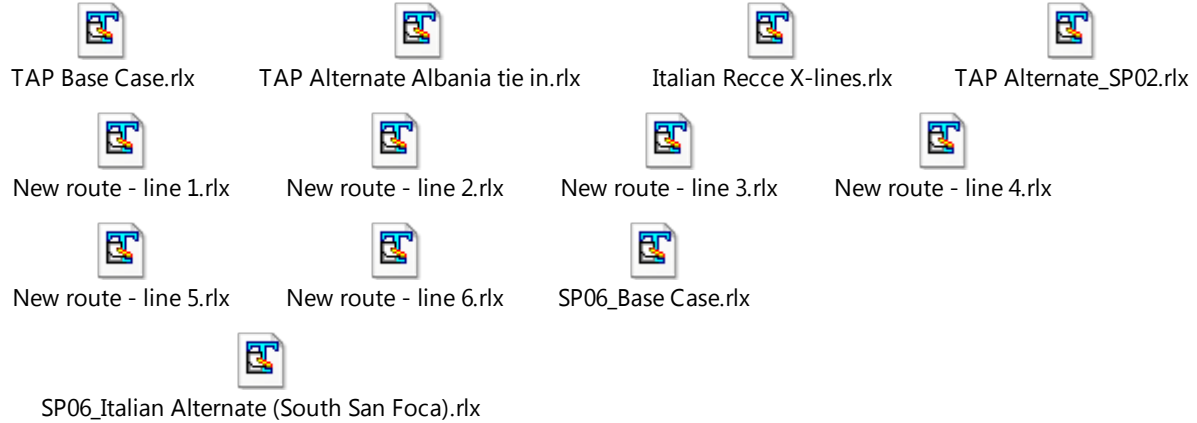 TAP Base Case.rlx TAP Alternate Albania tie in.rlx Italian Recce X-lines.rlx TAP Alternate_SP02.rlx
New route - line 1.rlx New route - line 2.rlx New route - line 3.rlx New route - line 4.rlx
New route - line 5.rlx New route - line 6.rlx SP06_Base Case.rlx
SP06_Italian Alternate (South San Foca).rlx